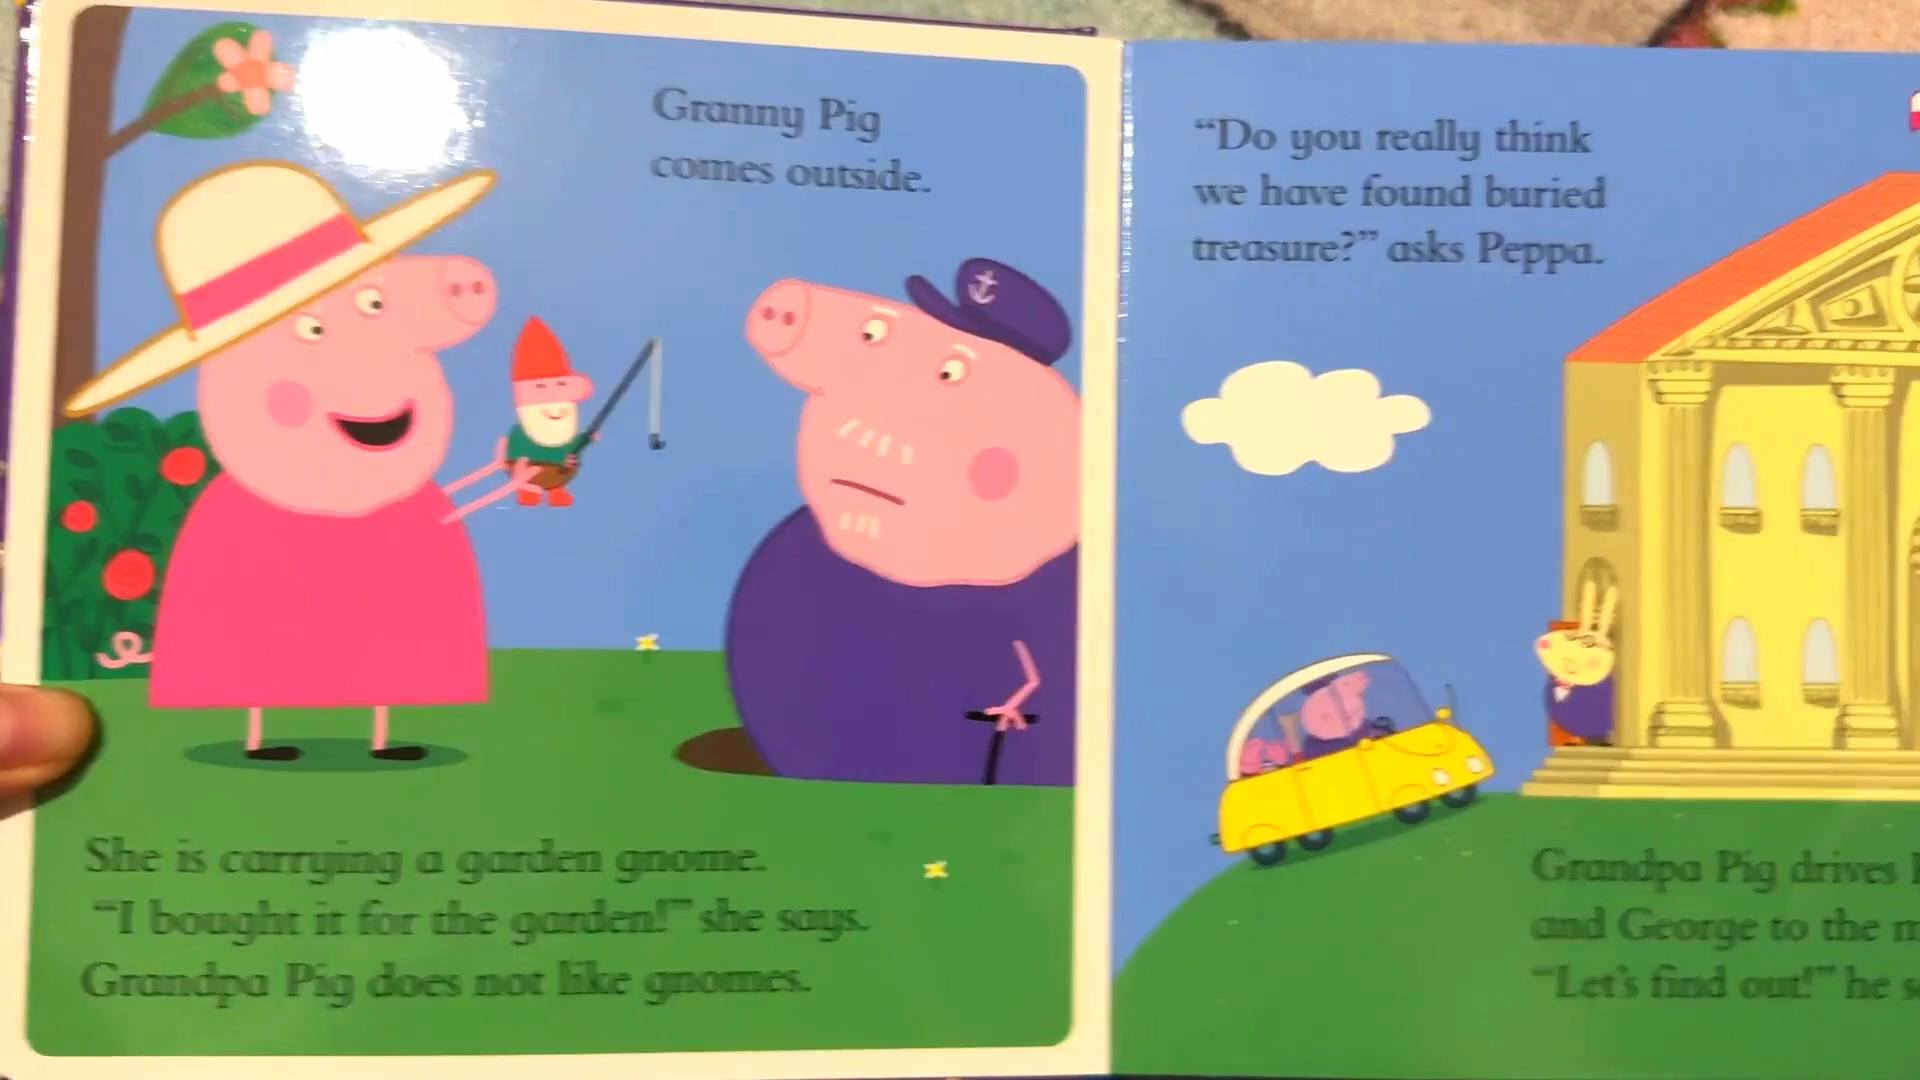 Granny Pig
comes outside.
She is carrying a garden gnome.
“I bought it for the garden!” she says.
Grandpa Pig does not like gnomes.
“Do you really think
we have found buried
treasure?” asks Peppa.
Grandpa Pig drives
and George to the
“Let’s find out!” he